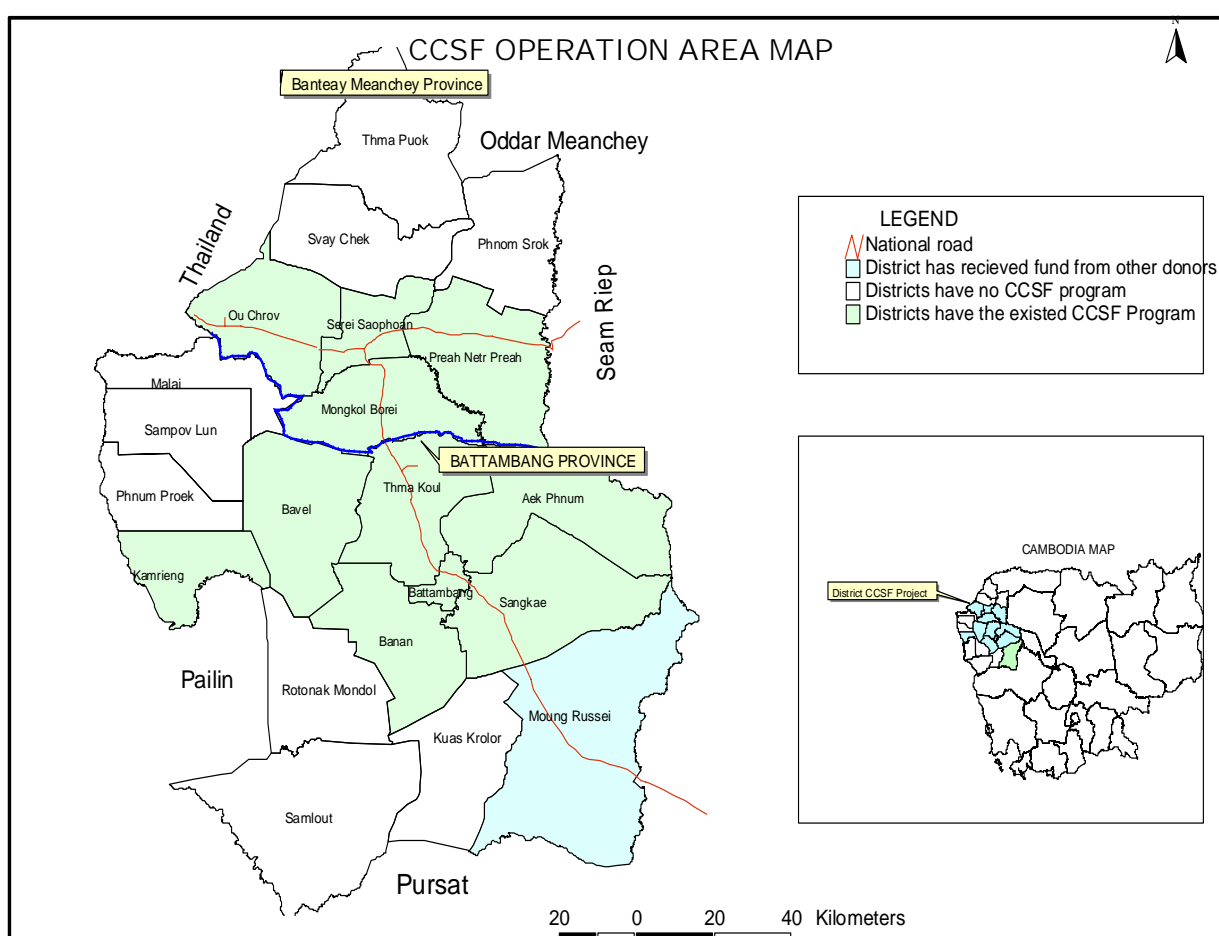 N
CCSF OPERATION AREA MAP
Banteay Meanchey Province
Thma Puok
Oddar Meanchey
Svay Chek
Phnom Srok
Thailand
Ou Chrov
Serei Saophoan
Seam Riep
Preah Netr Preah
Malai
Mongkol Borei
Sampov Lun
BATTAMBANG PROVINCE
Thma Koul
Phnum Proek
Bavel
Aek Phnum
Kamrieng
Battambang
Sangkae
Banan
Pailin
Rotonak Mondol
Moung Russei
Kuas Krolor
Samlout
Pursat
20 0 20 40 Kilometers
LEGEND
National road
District has recieved fund from other donors
Districts have no CCSF program
Districts have the existed CCSF Program
CAMBODIA MAP
District CCSF Project